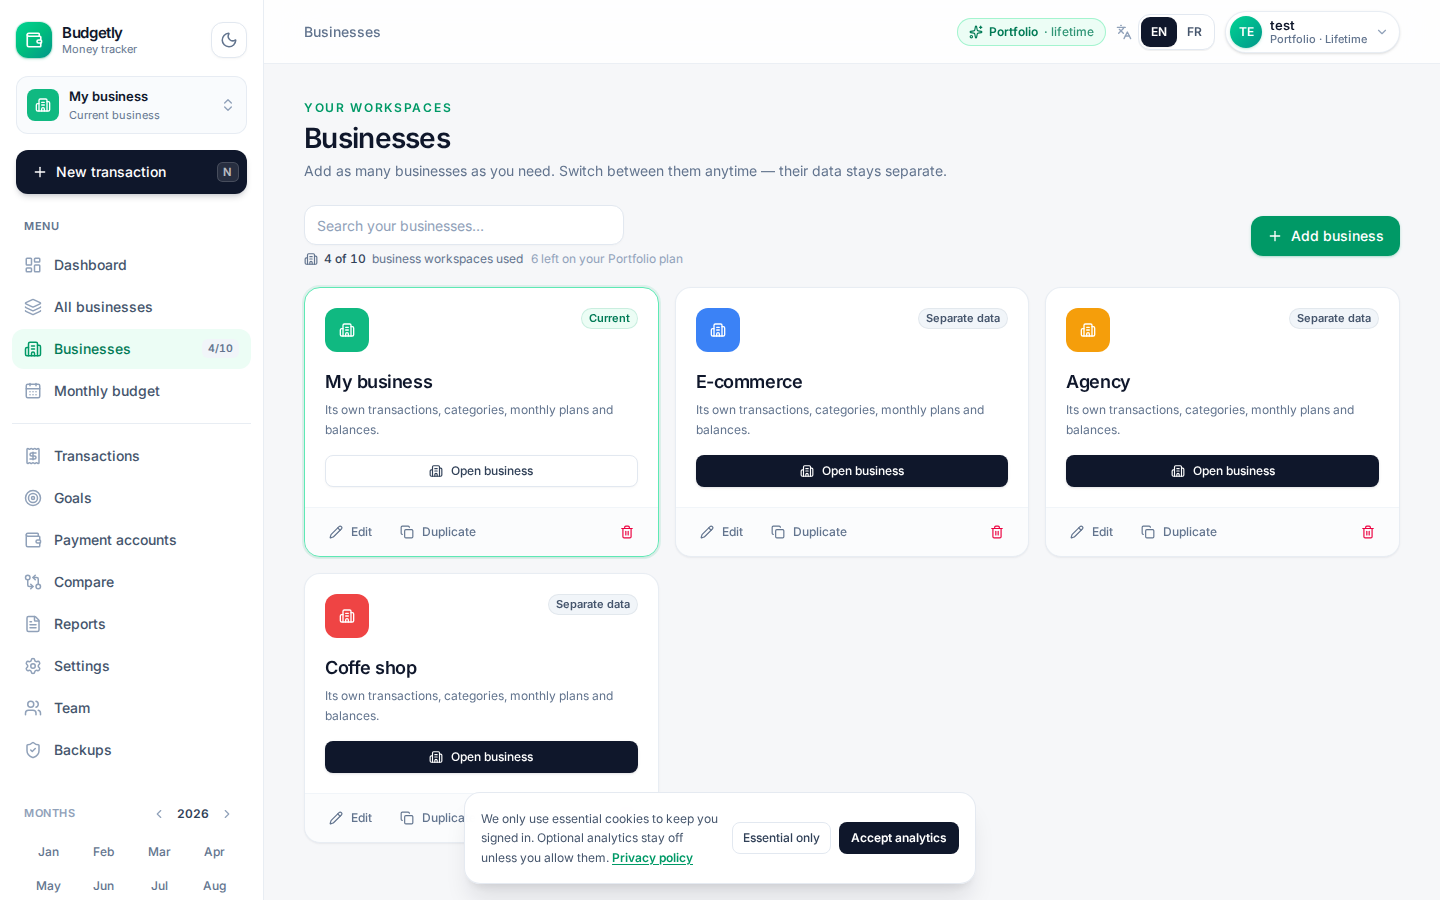 Budgetly
Money tracker
My business
Current business
New transaction N
MENU
Dashboard
All businesses
Businesses 4/10
Monthly budget
Transactions
Goals
Payment accounts
Compare
Reports
Settings
Team
Backups
MONTHS 2026
Jan Feb Mar Apr
May Jun Jul Aug
Businesses
Portfolio · lifetime
EN FR
TE
test
Portfolio · Lifetime
YOUR WORKSPACES
Businesses
Add as many businesses as you need. Switch between them anytime — their data stays separate.
Search your businesses...
4 of 10 business workspaces used 6 left on your Portfolio plan
Add business
Current
My business
Its own transactions, categories, monthly plans and
balances.
Open business
Edit Duplicate
Separate data
E-commerce
Its own transactions, categories, monthly plans and
balances.
Open business
Edit Duplicate
Separate data
Agency
Its own transactions, categories, monthly plans and
balances.
Open business
Edit Duplicate
Separate data
Coffe shop
Its own transactions, categories, monthly plans and
balances.
Open business
Edit Duplica
We only use essential cookies to keep you
signed in. Optional analytics stay off
unless you allow them. Privacy policy
Essential only
Accept analytics